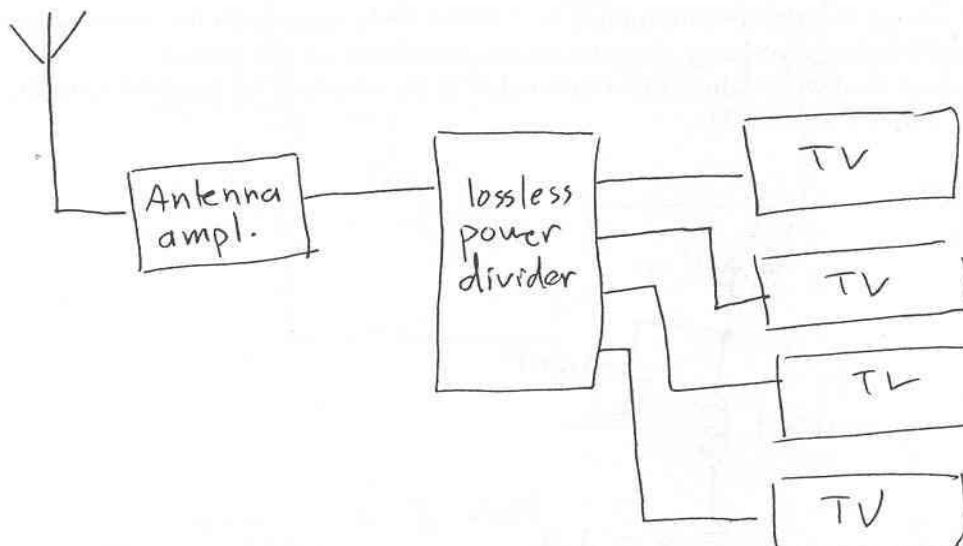 Antenna
ampl.
lossless
power
divider
TV
TV
TV
TV